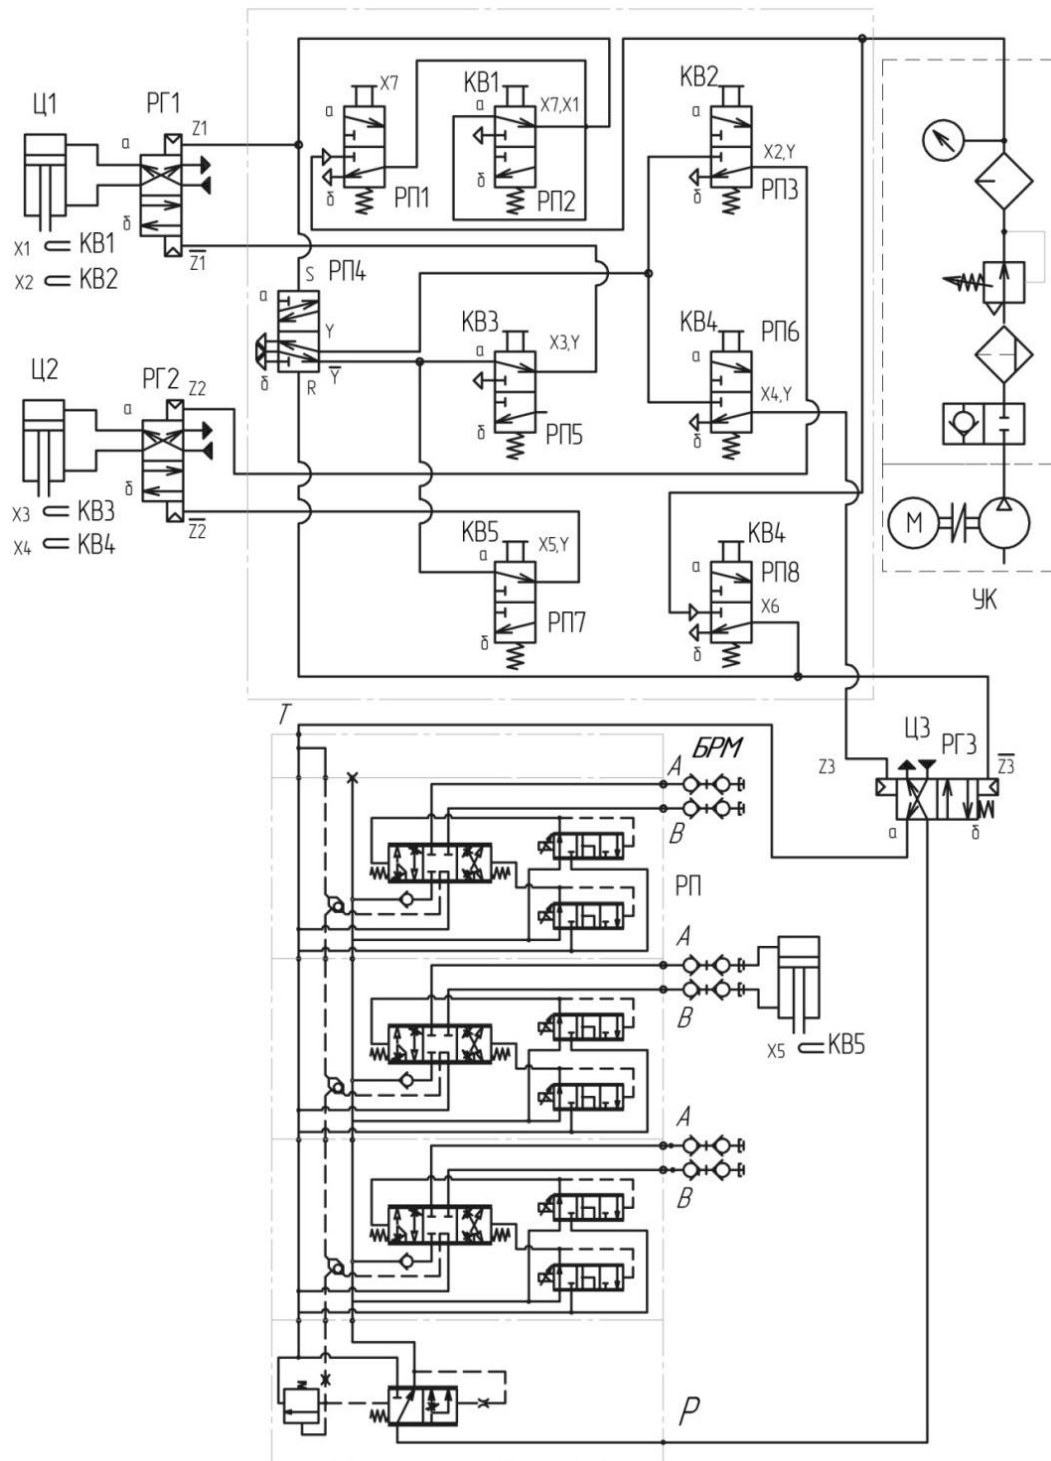 Ц1
РГ1
a
Z1
δ
X1
КВ1
X2
КВ2
Z1
X7
a
δ
РП1
КВ1
a
X7,X1
δ
РП2
КВ2
a
X2,Y
РП3
δ
S
РП4
a
Y
Y
R
δ
КВ3
a
X3,Y
РП5
δ
КВ4
РП6
a
X4,Y
δ
Ц2
РГ2
Z2
a
δ
X3
КВ3
X4
КВ4
Z2
КВ5
a
X5,Y
РП7
δ
КВ4
a
РП8
X6
δ
М
УК
Т
БРМ
Ц3
РГ3
Z3
Z3
a
δ
А
В
РП
А
В
X5
КВ5
А
В
Р